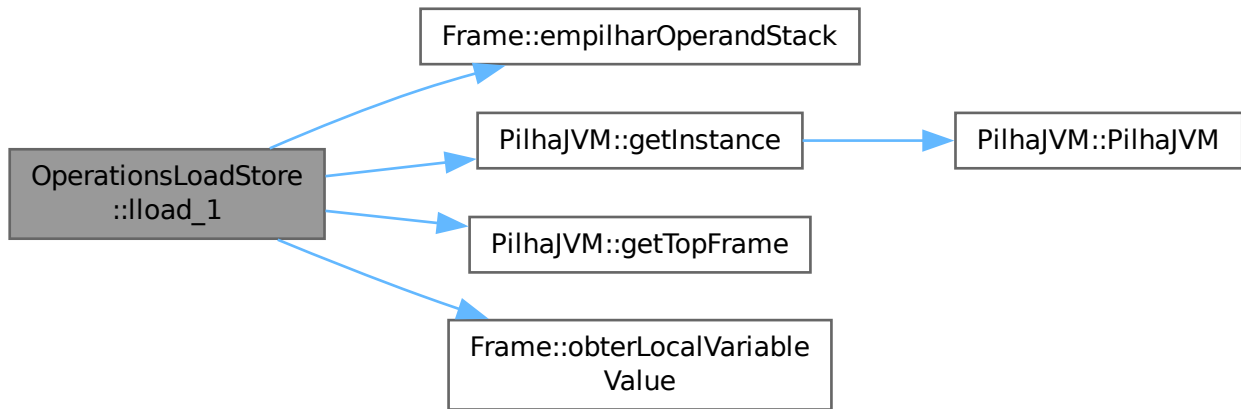 OperationsLoadStore
::lload_1
Frame::empilharOperandStack
PilhaJVM::getInstance
PilhaJVM::PilhaJVM
PilhaJVM::getTopFrame
Frame::obterLocalVariable
Value